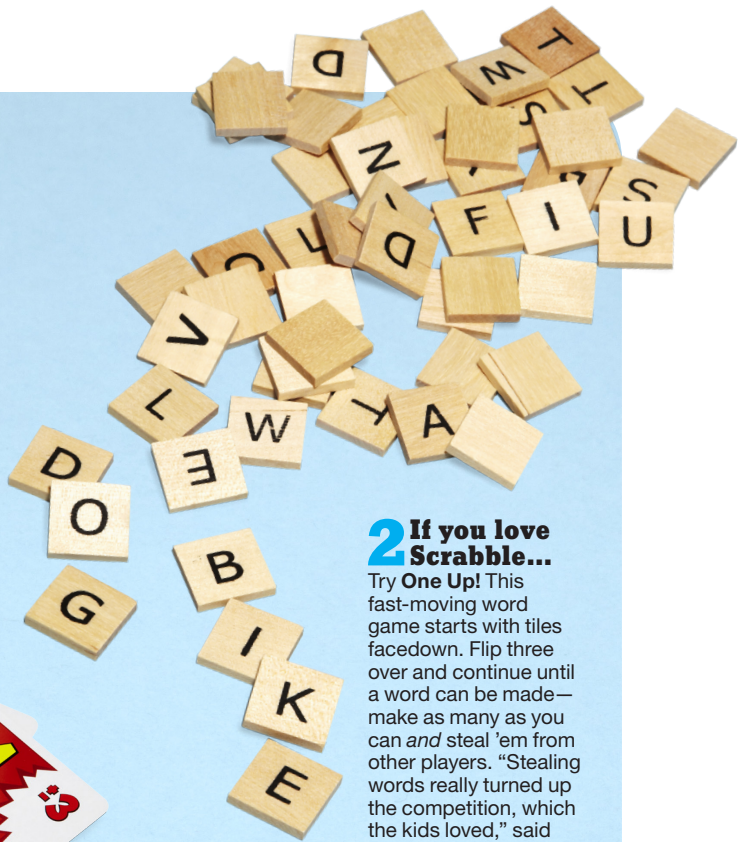 D
W
T
T
S
N
S
D
F
I
U
L
V
L
W
T
A
E
D
O
G
B
I
K
E
2 If you love
Scrabble...
Try One Up! This
fast-moving word
game starts with tiles
facedown. Flip three
over and continue until
a word can be made—
make as many as you
can and steal ’em from
other players. “Stealing
words really turned up
the competition, which
the kids loved,” said